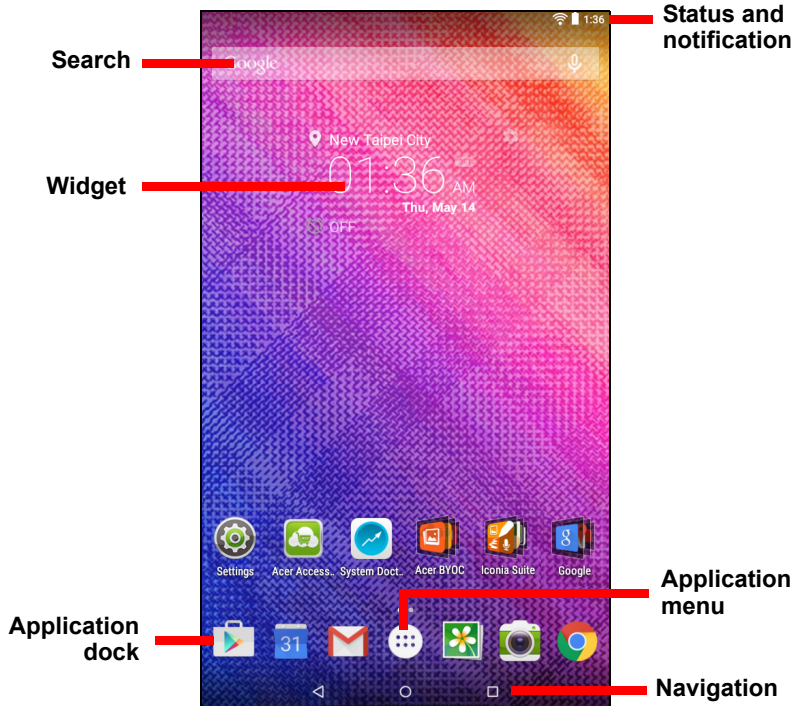 1:36
Status and
notification
Search
Google
New Taipei City
Widget
01:36 AM
Thu, May 14
OFF
Settings
Acer Access..
System Doct..
Acer BYOC
Iconia Suite
Google
Application
menu
Application
dock
31
Navigation